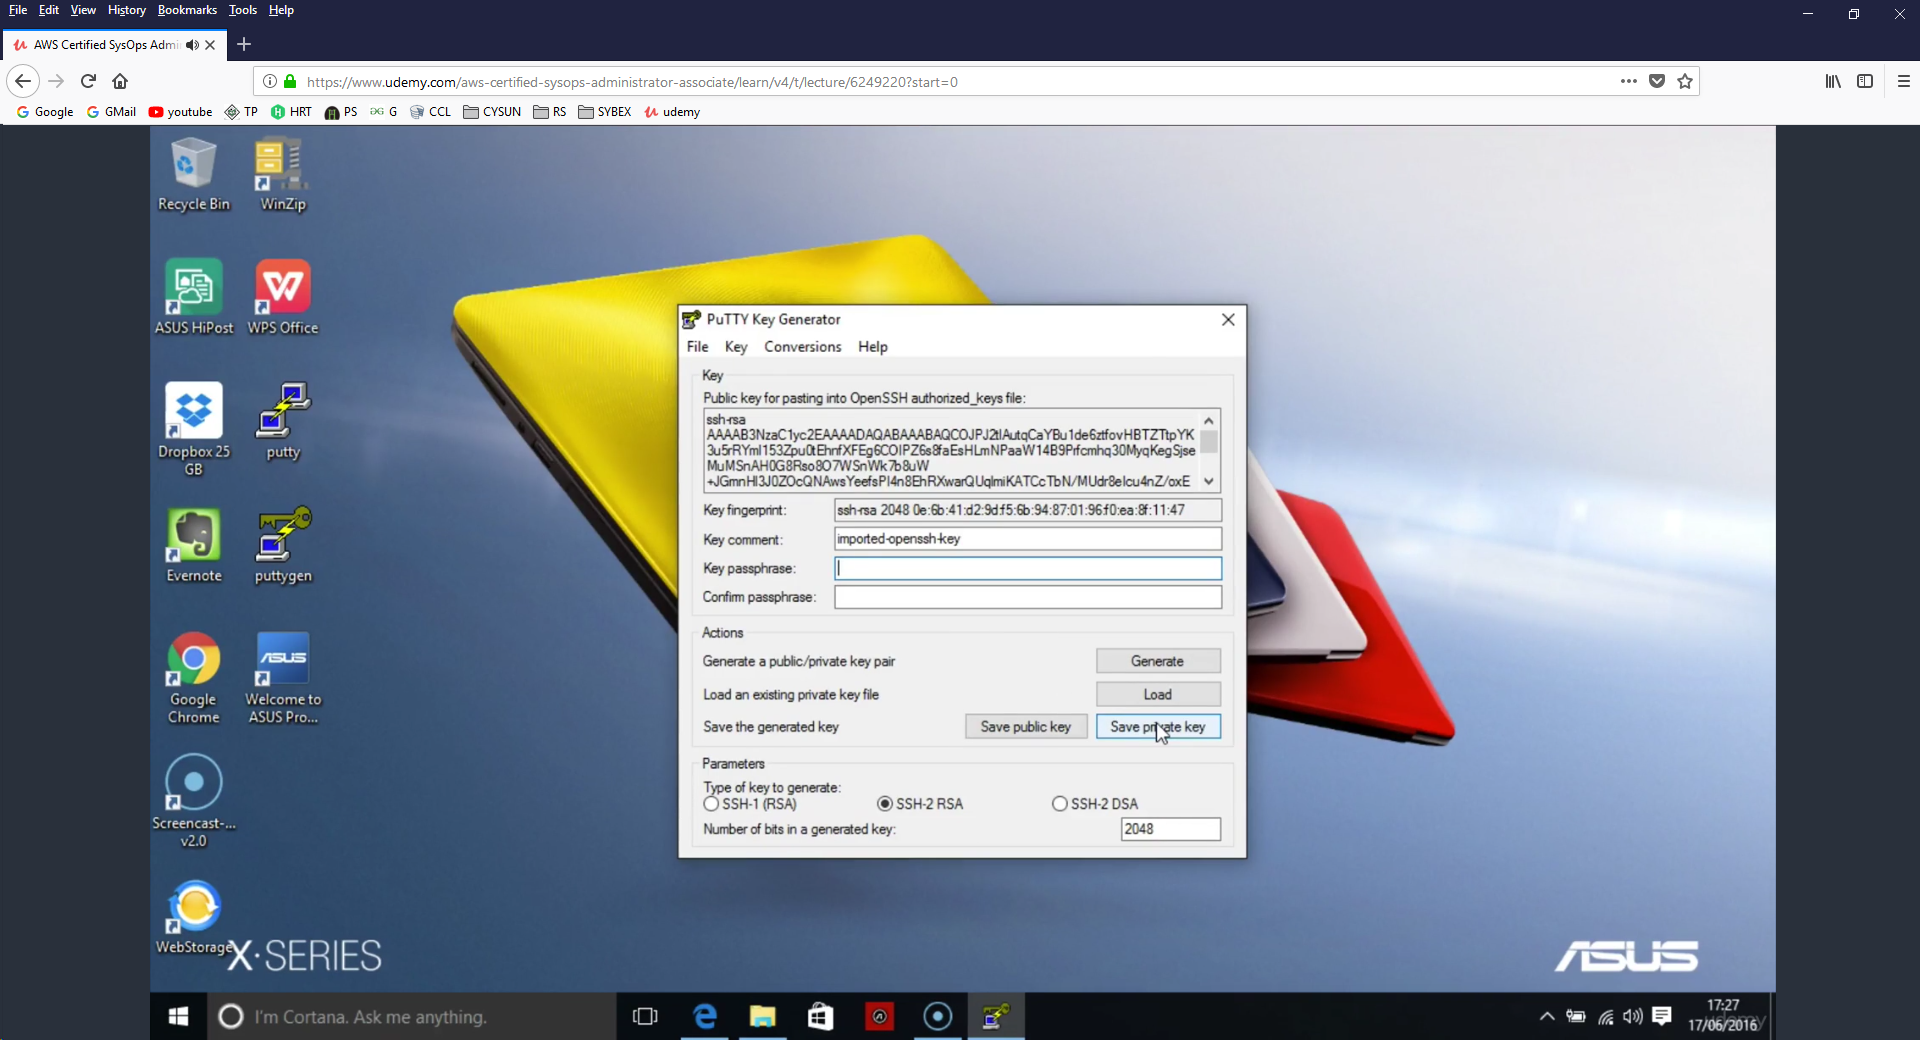 File Edit View History Bookmarks Tools Help
AWS Certified SysOps Admi
https://www.udemy.com/aws-certified-sysops-administrator-associate/learn/v4/t/lecture/6249220?start=0
Google GMail youtube TP HRT PS G CCL CYSUN RS SYBEX udemy
Recycle Bin WinZip
ASUS HiPost WPS Office
Dropbox 25 GB putty
Evernote puttygen
Google Chrome Welcome to ASUS Pro...
Screencast-... v2.0
WebStorage
X·SERIES
ASUS
PuTTY Key Generator
File Key Conversions Help
Key
Public key for pasting into OpenSSH authorized_keys file:
ssh-rsa
AAAAB3NzaC1yc2EAAAADAQABAAABAQCOJPJ2tlAutqCaYBu1de6ztfovHBTZTtpYK
3u5rRYml153Zpu0tEhnfXFEg6COIPZ6s8faEsHLmNPaaW14B9Prfcmhq30MyqKegSjse
MuMSnAH0G8Rso8O7WSnWk7b8uW
+JGmnHI3J0ZOcQNAwsYeefsPl4n8EhRXwarQUqlmiKATCcTbN/MUdr8eIcu4nZ/oxE
Key fingerprint: ssh-rsa 2048 0e:6b:41:d2:9d:f5:6b:94:87:01:96:f0:ea:8f:11:47
Key comment: imported-openssh-key
Key passphrase:
Confirm passphrase:
Actions
Generate a public/private key pair Generate
Load an existing private key file Load
Save the generated key Save public key Save private key
Parameters
Type of key to generate:
SSH-1 (RSA) SSH-2 RSA SSH-2 DSA
Number of bits in a generated key: 2048
I'm Cortana. Ask me anything.
17:27
17/06/2016
udemy